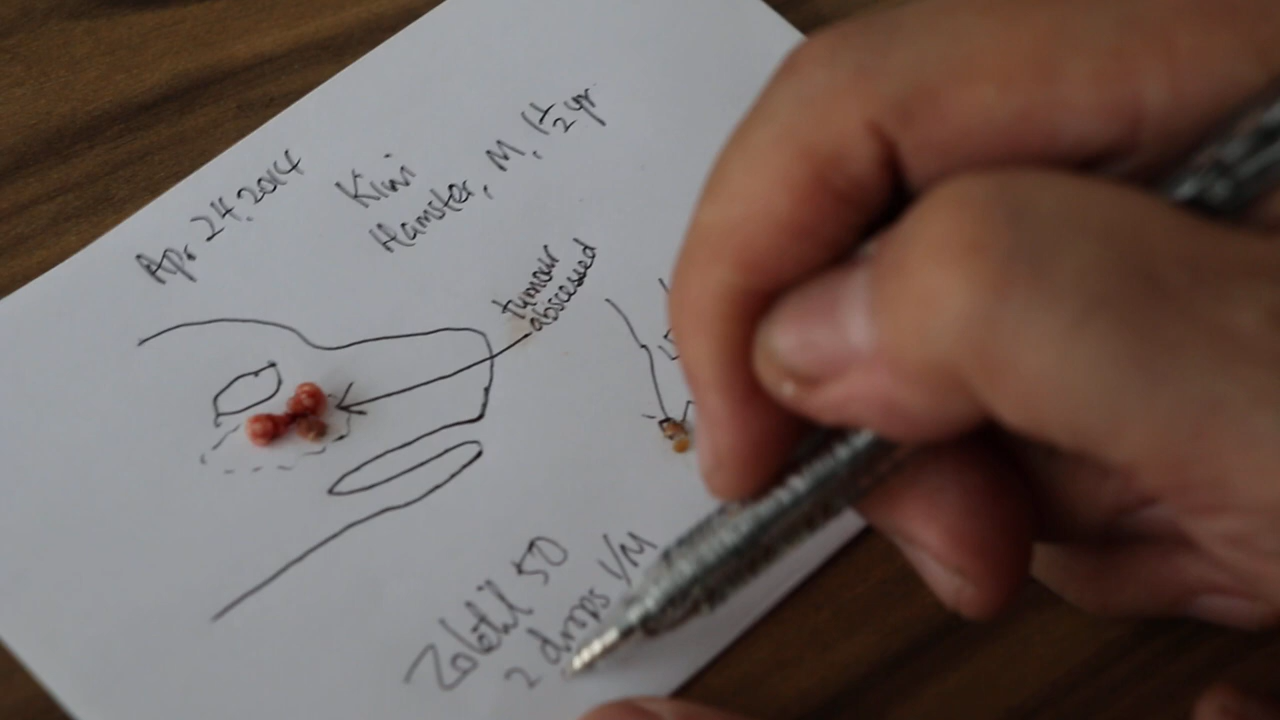 Apr 24, 2014
Kiwi
Hamster, M, 1½ yr
tumour
abscessed
Zoletil 50
2 drops I/M